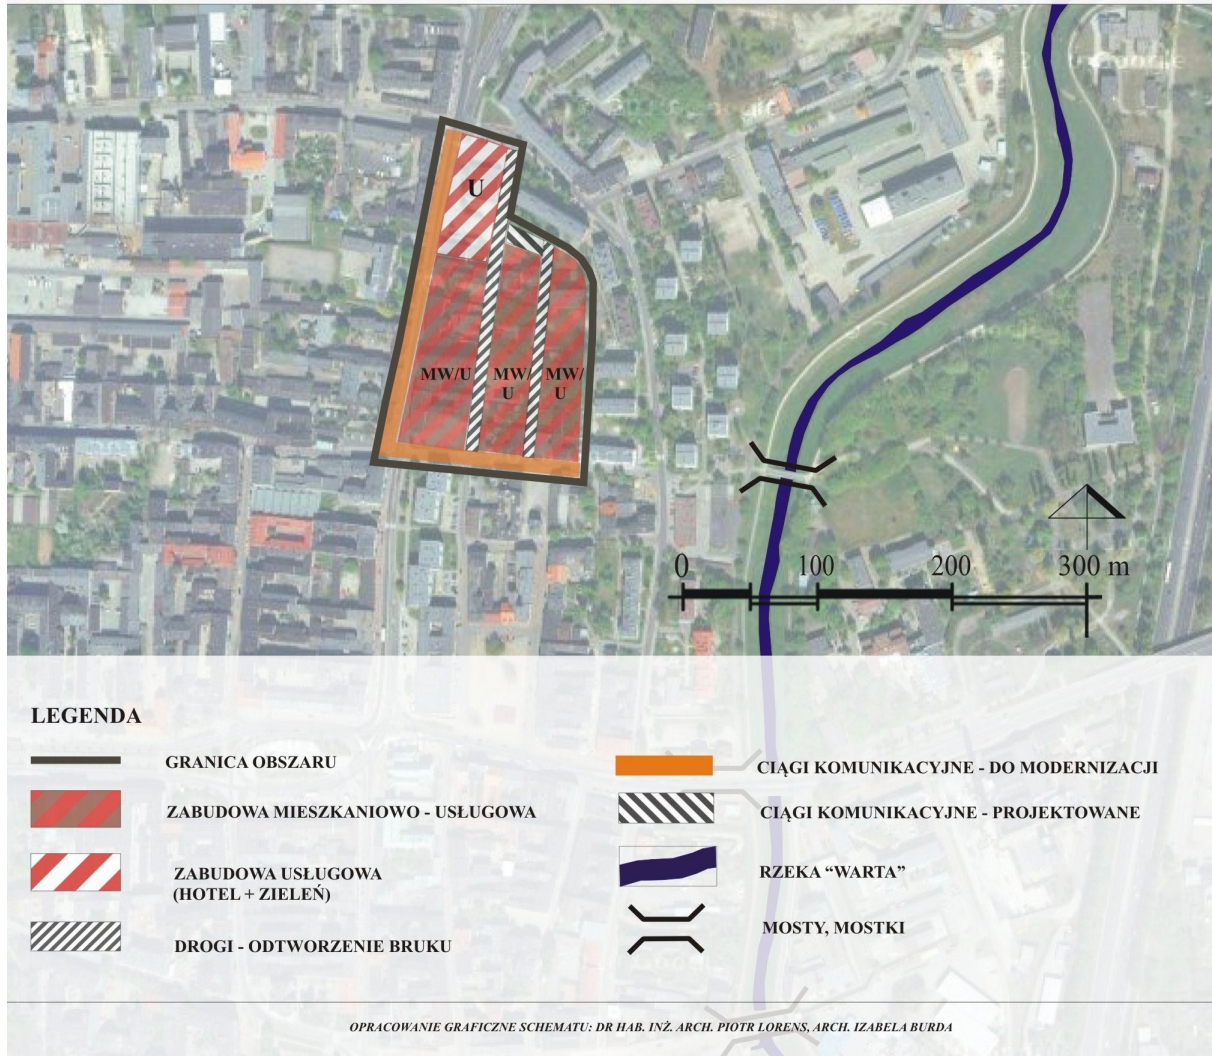 U
MW/U
MW/
U
MW/
U
0
100
200
300 m
LEGENDA
GRANICA OBSZARU
ZABUDOWA MIESZKANIOWO - USŁUGOWA
ZABUDOWA USŁUGOWA
(HOTEL + ZIELEŃ)
DROGI - ODTWORZENIE BRUKU
CIĄGI KOMUNIKACYJNE - DO MODERNIZACJI
CIĄGI KOMUNIKACYJNE - PROJEKTOWANE
RZEKA “WARTA”
MOSTY, MOSTKI
OPRACOWANIE GRAFICZNE SCHEMATU: DR HAB. INŻ. ARCH. PIOTR LORENS, ARCH. IZABELA BURDA